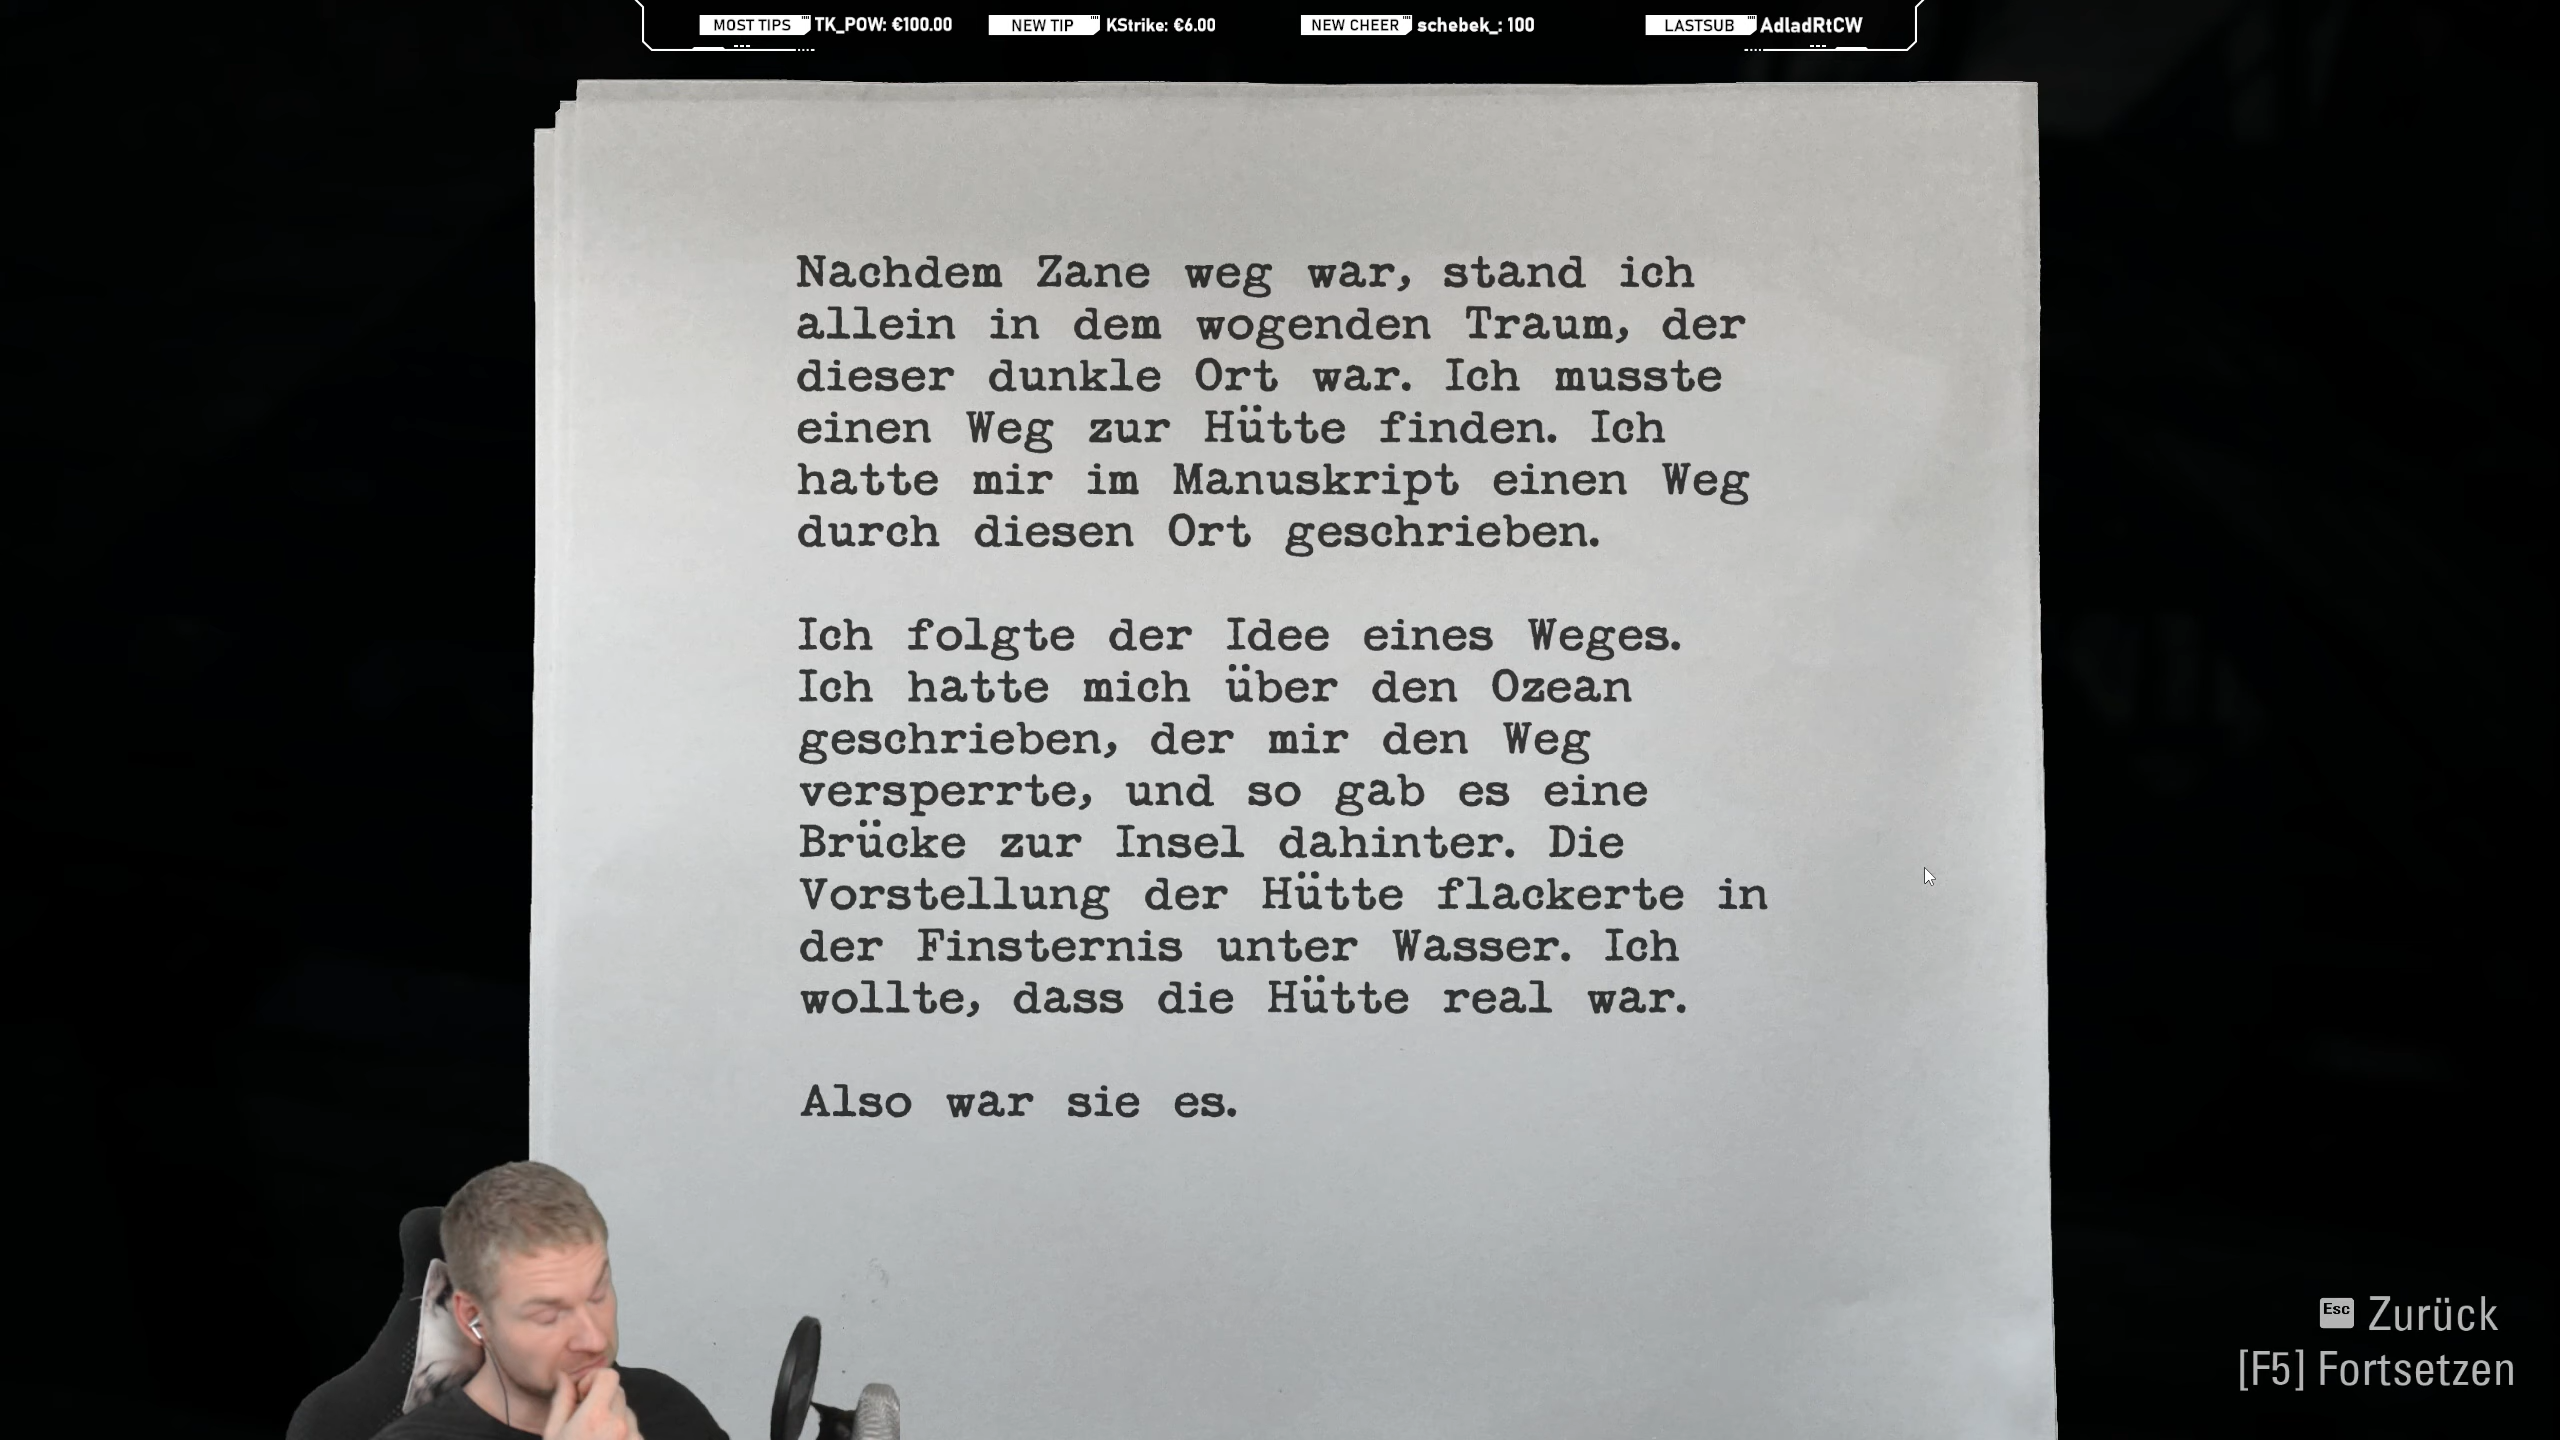 MOST TIPS TK_POW: €100.00 NEW TIP KStrike: €6.00 NEW CHEER schebek_: 100 LASTSUB AdladRtCW
Nachdem Zane weg war, stand ich
allein in dem wogenden Traum, der
dieser dunkle Ort war. Ich musste
einen Weg zur Hütte finden. Ich
hatte mir im Manuskript einen Weg
durch diesen Ort geschrieben.
Ich folgte der Idee eines Weges.
Ich hatte mich über den Ozean
geschrieben, der mir den Weg
versperrte, und so gab es eine
Brücke zur Insel dahinter. Die
Vorstellung der Hütte flackerte in
der Finsternis unter Wasser. Ich
wollte, dass die Hütte real war.
Also war sie es.
Esc Zurück
[F5] Fortsetzen